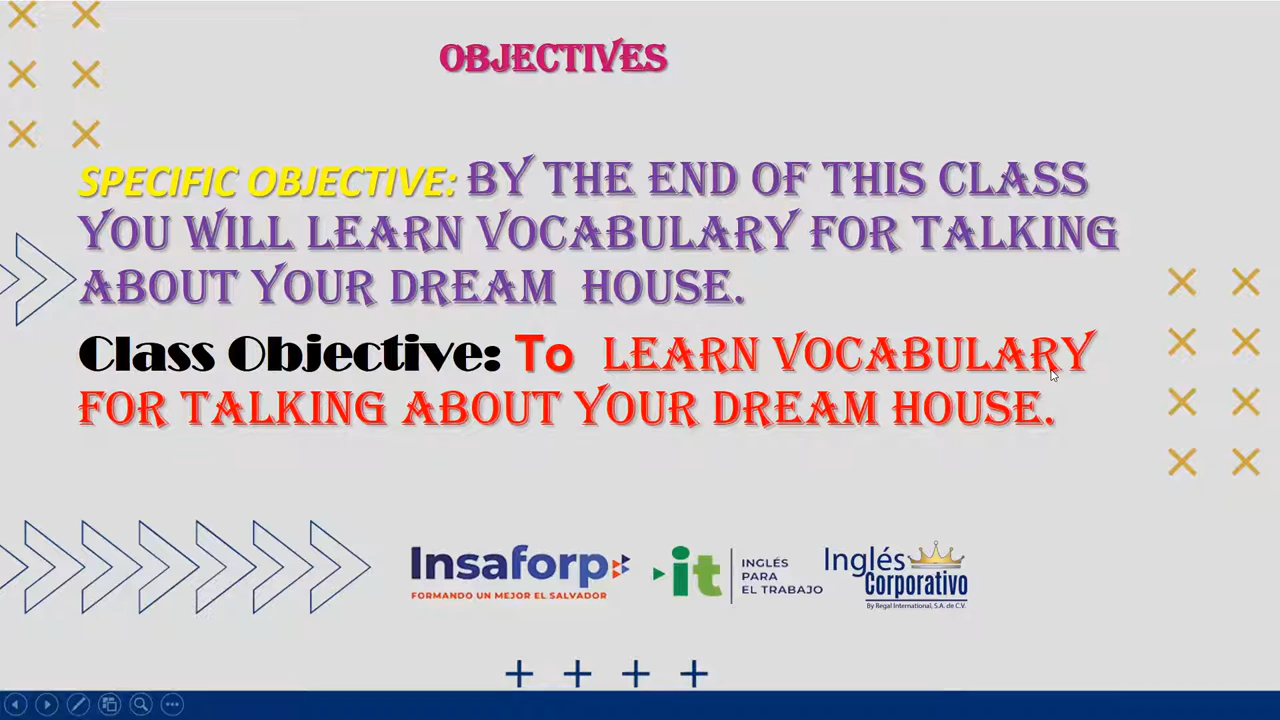 OBJECTIVES
SPECIFIC OBJECTIVE: BY THE END OF THIS CLASS
YOU WILL LEARN VOCABULARY FOR TALKING
ABOUT YOUR DREAM HOUSE.
Class Objective: To LEARN VOCABULARY
FOR TALKING ABOUT YOUR DREAM HOUSE.
Insaforp
FORMANDO UN MEJOR EL SALVADOR
it
INGLÉS
PARA
EL TRABAJO
Inglés
Corporativo
By Regal International, S.A. de C.V.